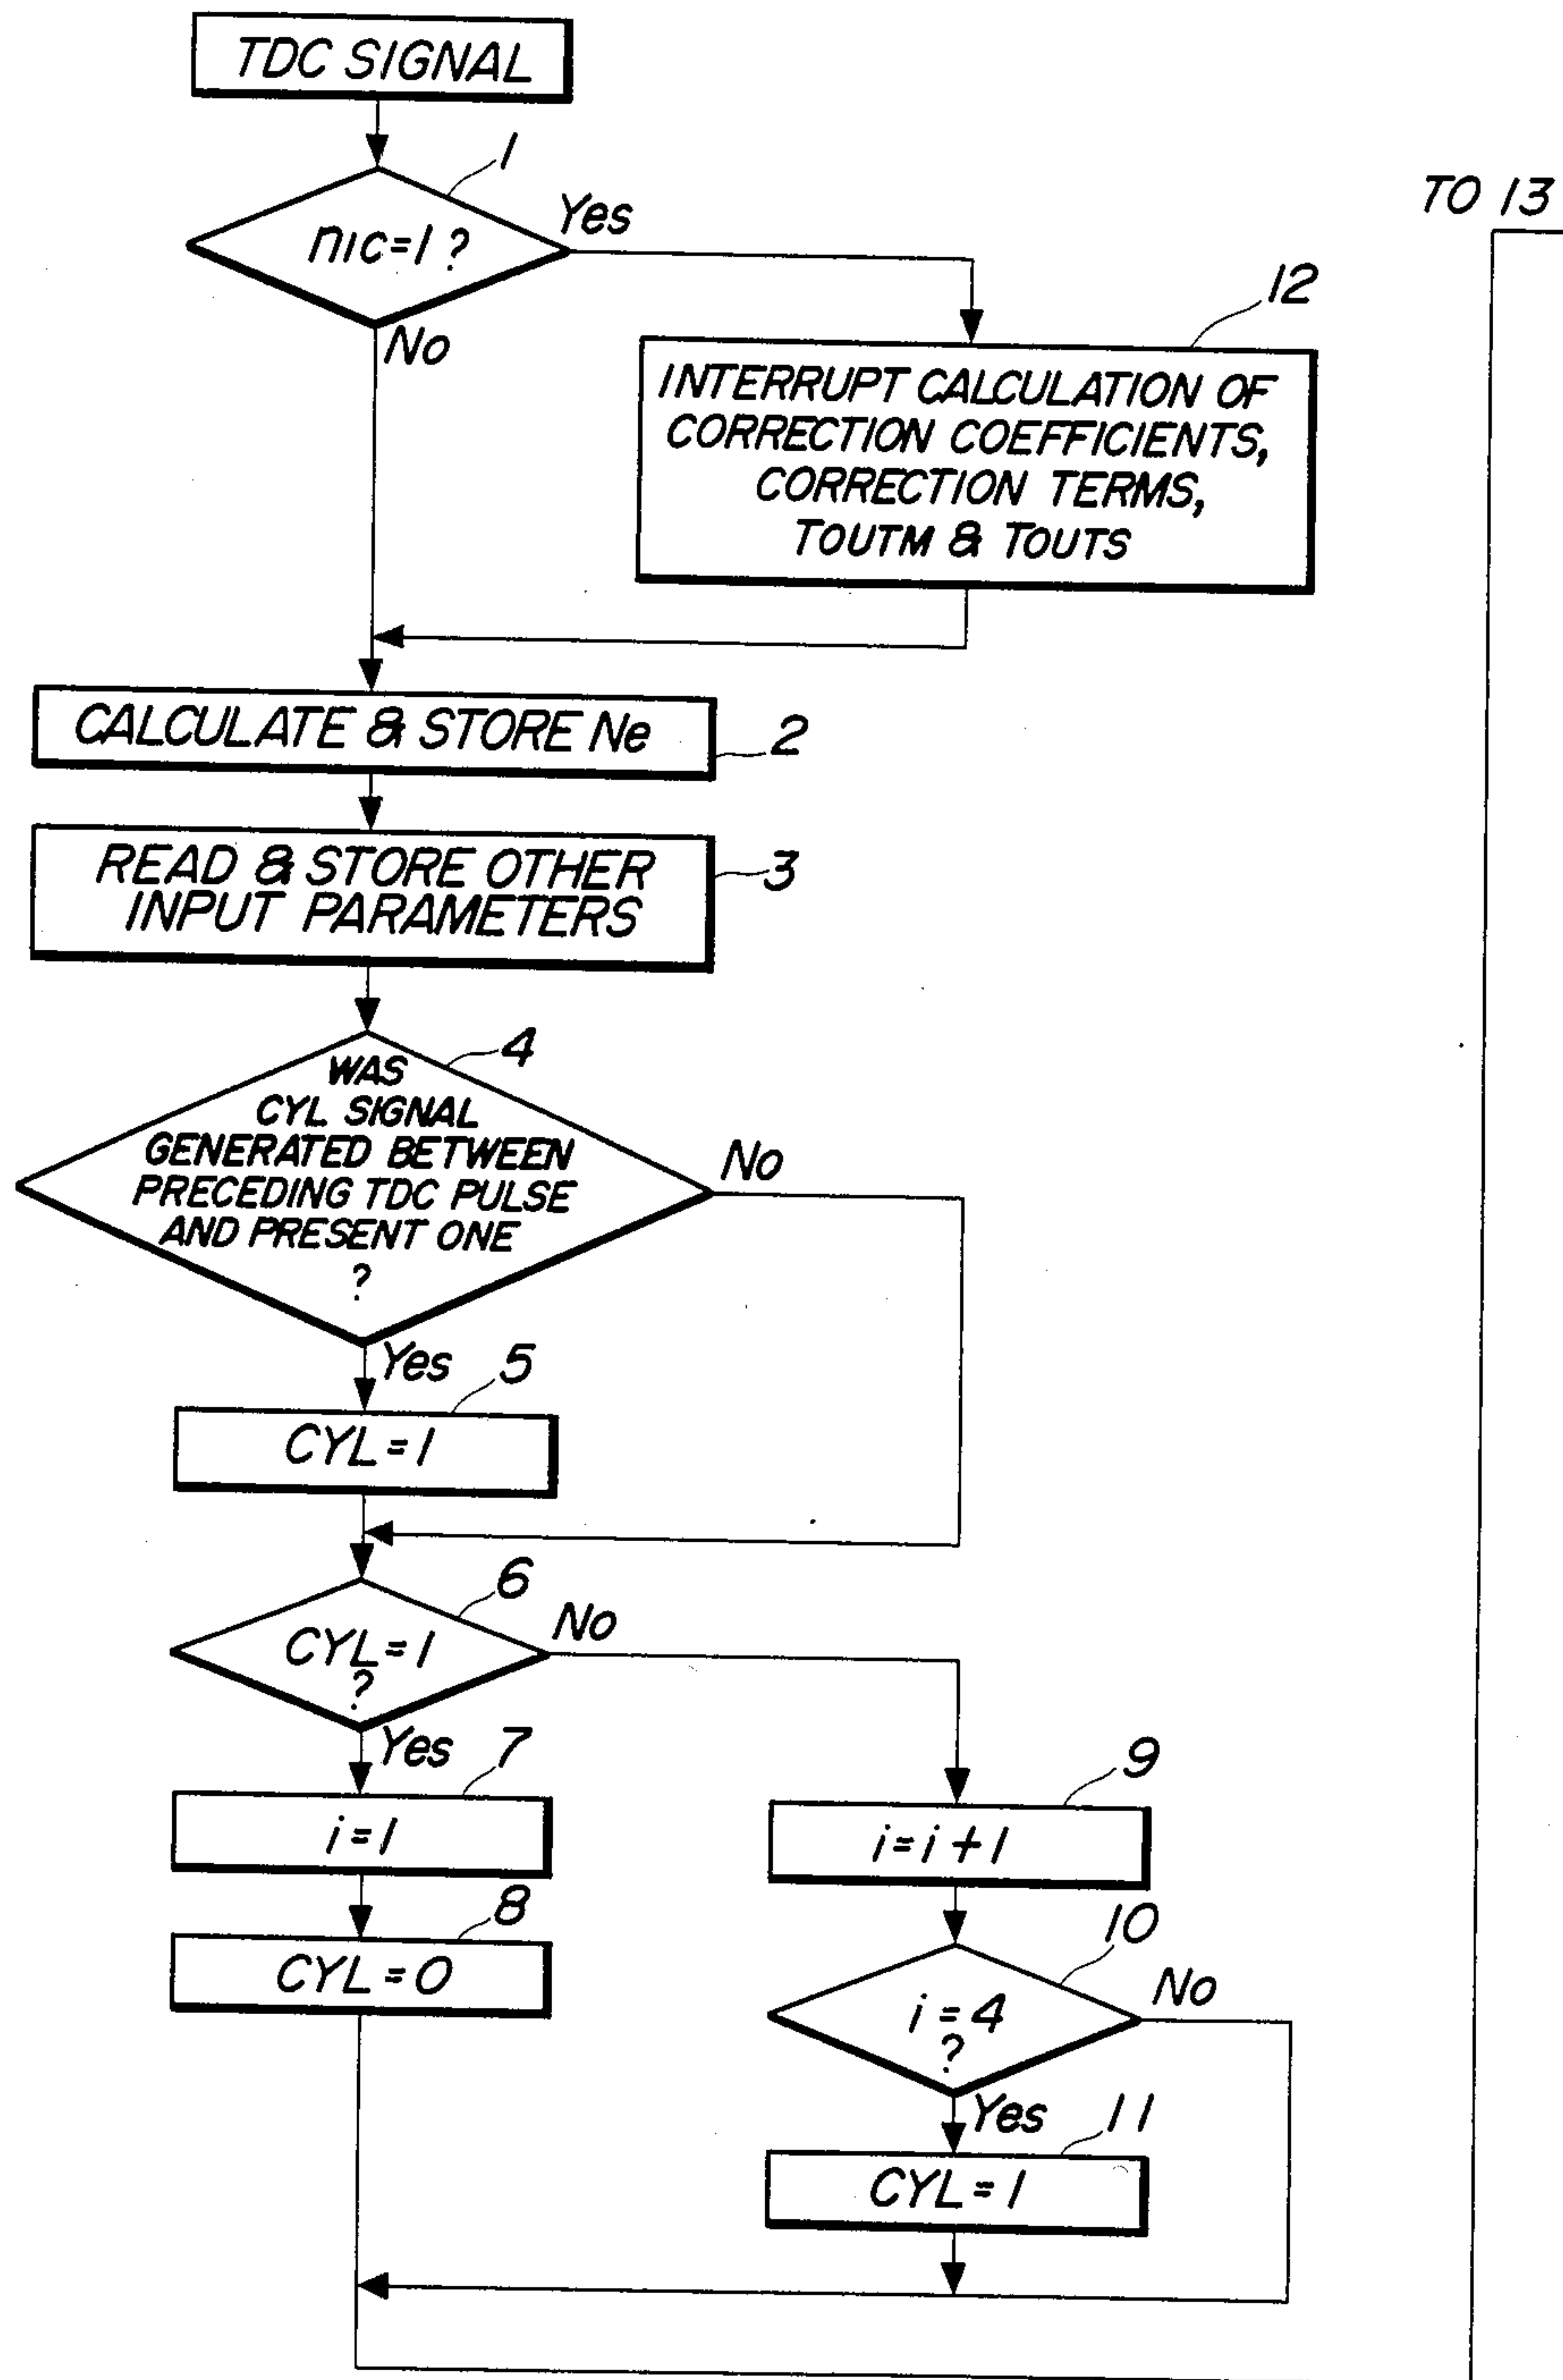 TDC SIGNAL
1
nIC=1?
Yes
No
TO 13
12
INTERRUPT CALCULATION OF
CORRECTION COEFFICIENTS,
CORRECTION TERMS,
TOUTM & TOUTS
CALCULATE & STORE Ne
2
READ & STORE OTHER
INPUT PARAMETERS
3
4
WAS
CYL SIGNAL
GENERATED BETWEEN
PRECEDING TDC PULSE
AND PRESENT ONE
?
No
Yes
5
CYL=1
6
CYL=1
?
No
Yes
7
i=1
8
CYL=0
9
i=i+1
10
i=4
?
No
Yes
11
CYL=1